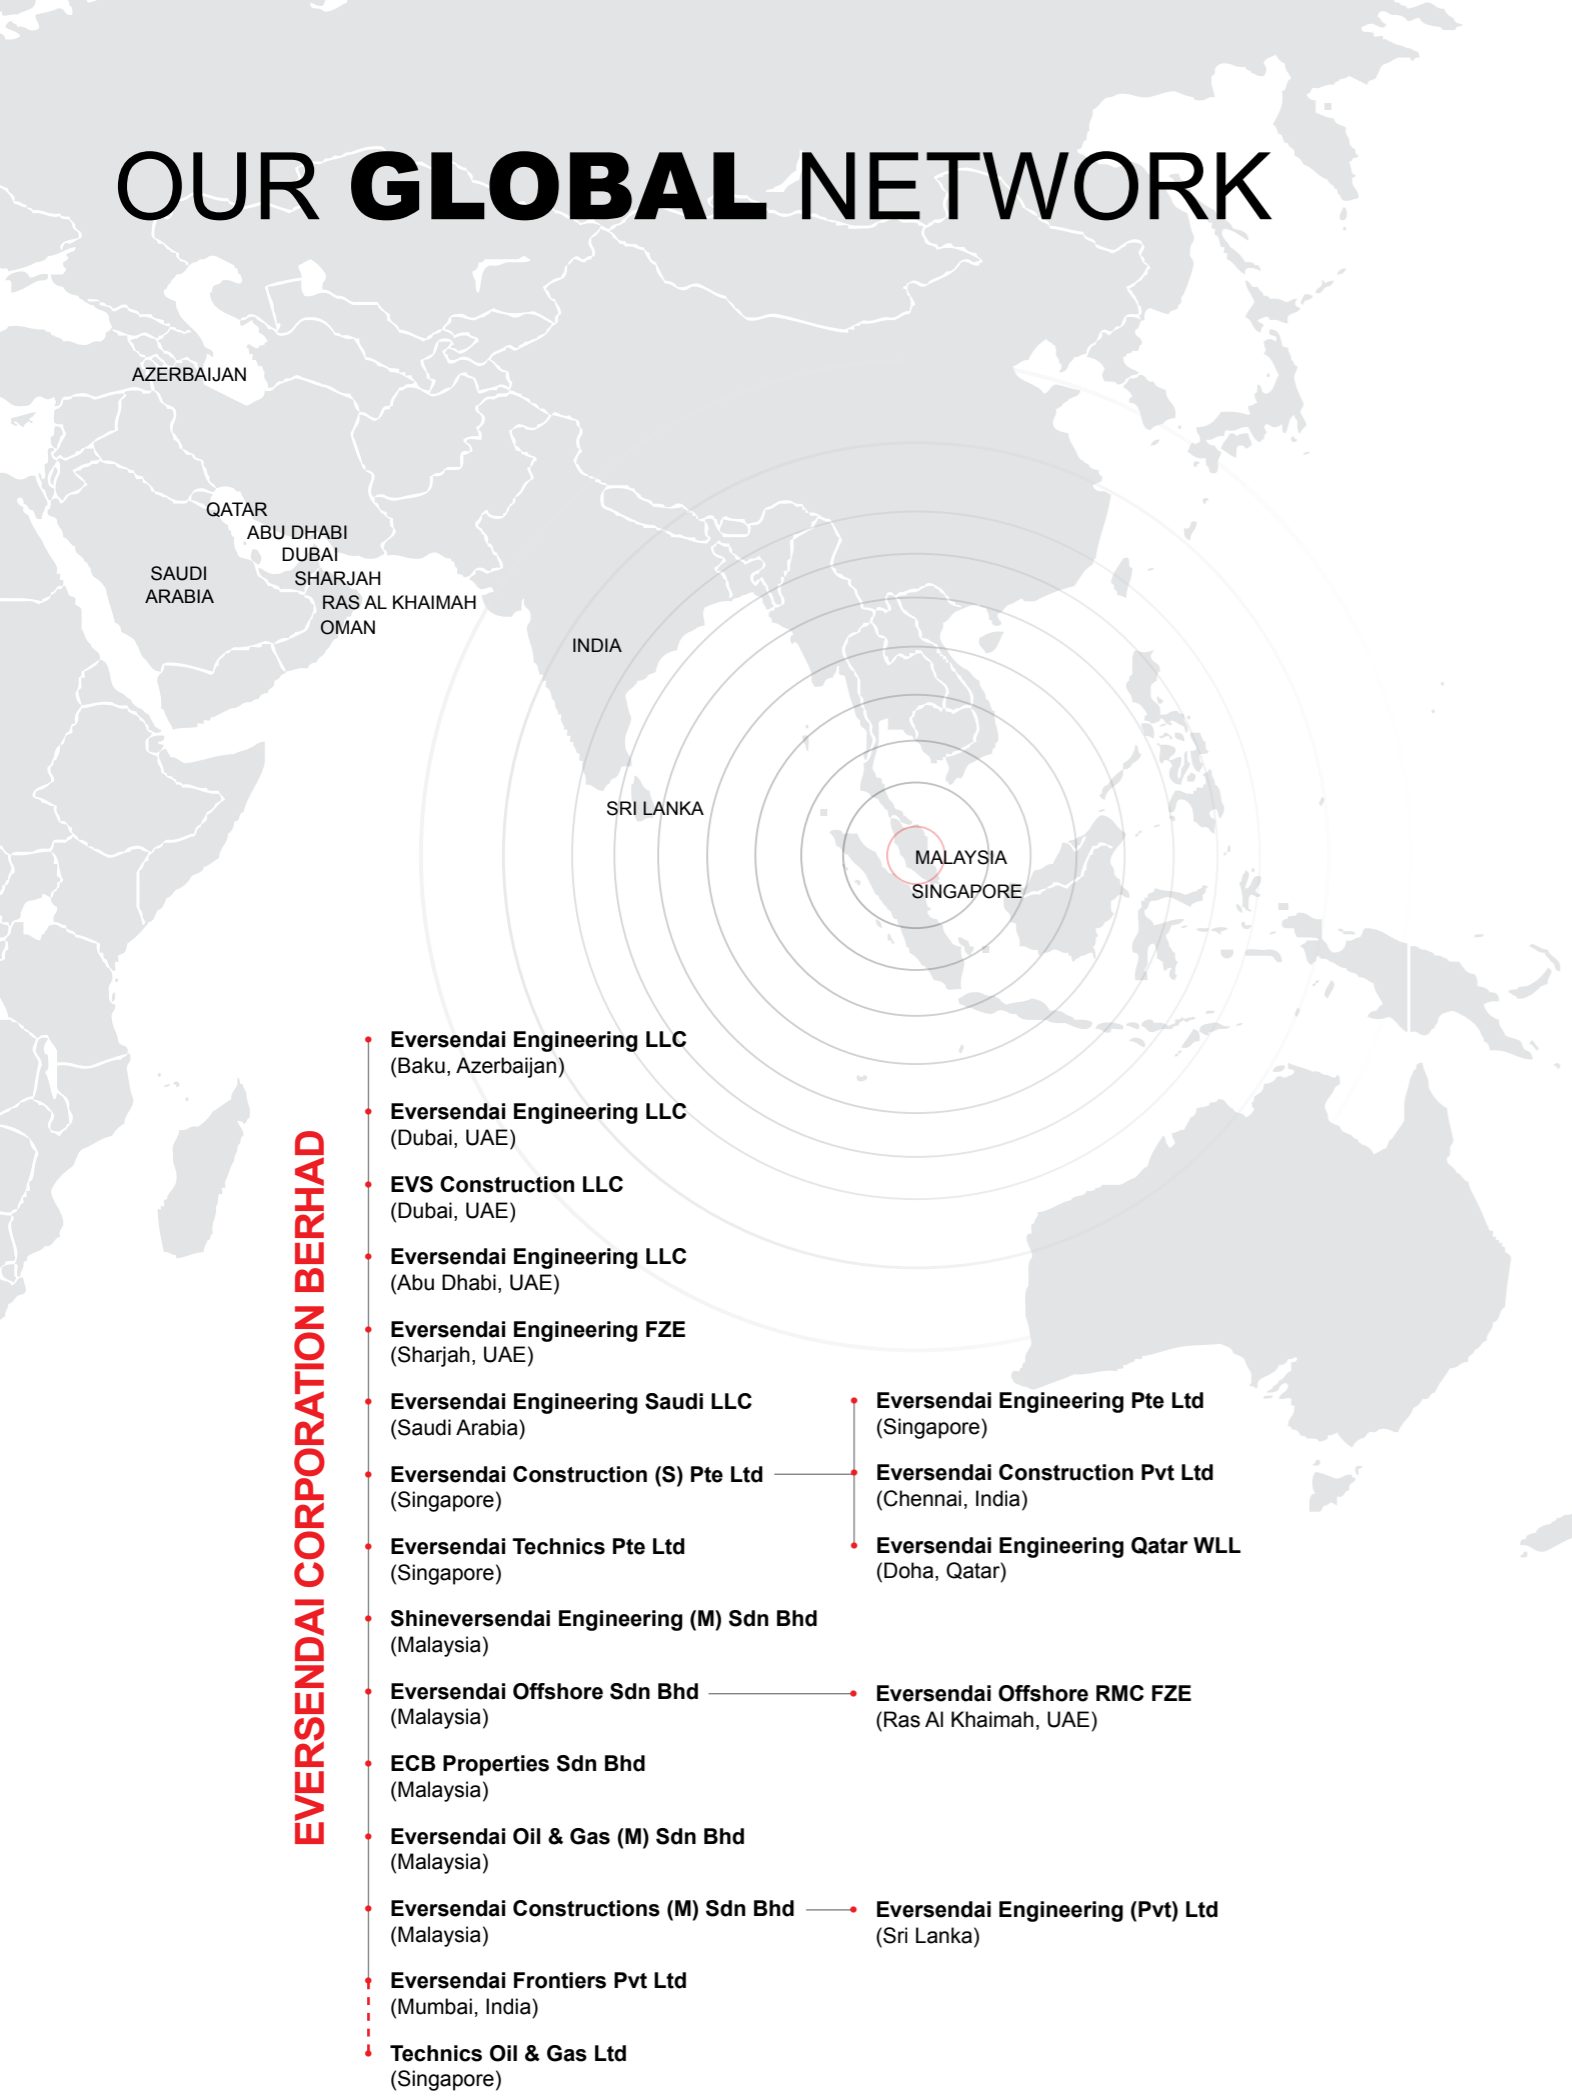 OUR GLOBAL NETWORK
AZERBAIJAN
QATAR
ABU DHABI
DUBAI
SAUDI
ARABIA
SHARJAH
RAS AL KHAIMAH
OMAN
INDIA
SRI LANKA
MALAYSIA
SINGAPORE
EVERSENDAI CORPORATION BERHAD
Eversendai Engineering LLC
(Baku, Azerbaijan)
Eversendai Engineering LLC
(Dubai, UAE)
EVS Construction LLC
(Dubai, UAE)
Eversendai Engineering LLC
(Abu Dhabi, UAE)
Eversendai Engineering FZE
(Sharjah, UAE)
Eversendai Engineering Saudi LLC
(Saudi Arabia)
Eversendai Construction (S) Pte Ltd
(Singapore)
Eversendai Engineering Pte Ltd
(Singapore)
Eversendai Construction Pvt Ltd
(Chennai, India)
Eversendai Engineering Qatar WLL
(Doha, Qatar)
Eversendai Technics Pte Ltd
(Singapore)
Shineversendai Engineering (M) Sdn Bhd
(Malaysia)
Eversendai Offshore Sdn Bhd
(Malaysia)
Eversendai Offshore RMC FZE
(Ras Al Khaimah, UAE)
ECB Properties Sdn Bhd
(Malaysia)
Eversendai Oil & Gas (M) Sdn Bhd
(Malaysia)
Eversendai Constructions (M) Sdn Bhd
(Malaysia)
Eversendai Engineering (Pvt) Ltd
(Sri Lanka)
Eversendai Frontiers Pvt Ltd
(Mumbai, India)
Technics Oil & Gas Ltd
(Singapore)